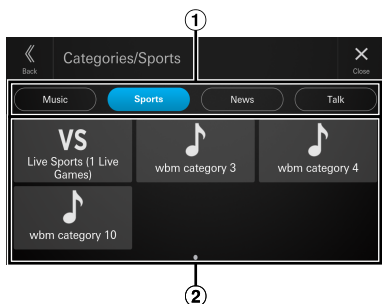 ①
Categories/Sports
Back
Close
Music
Sports
News
Talk
VS
Live Sports (1 Live
Games)
wbm category 3
wbm category 4
wbm category 10
②